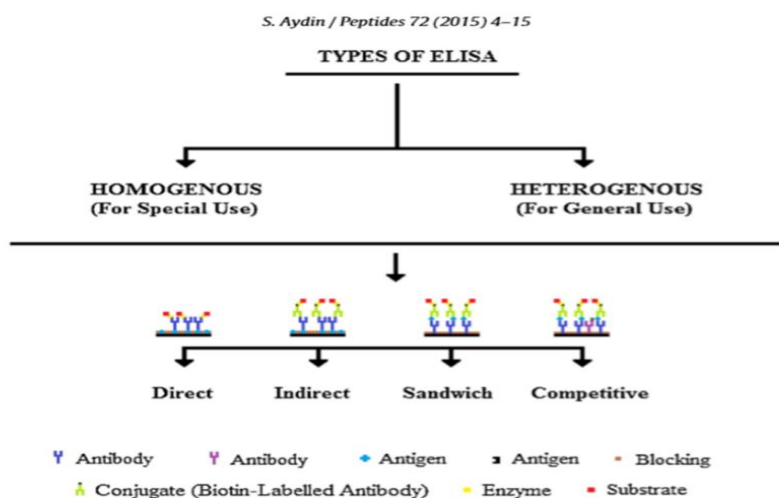 S. Aydin / Peptides 72 (2015) 4–15
TYPES OF ELISA
HOMOGENOUS
(For Special Use)
HETEROGENOUS
(For General Use)
Direct
Indirect
Sandwich
Competitive
Antibody
Antibody
Antigen
Antigen
Blocking
Conjugate (Biotin-Labelled Antibody)
Enzyme
Substrate